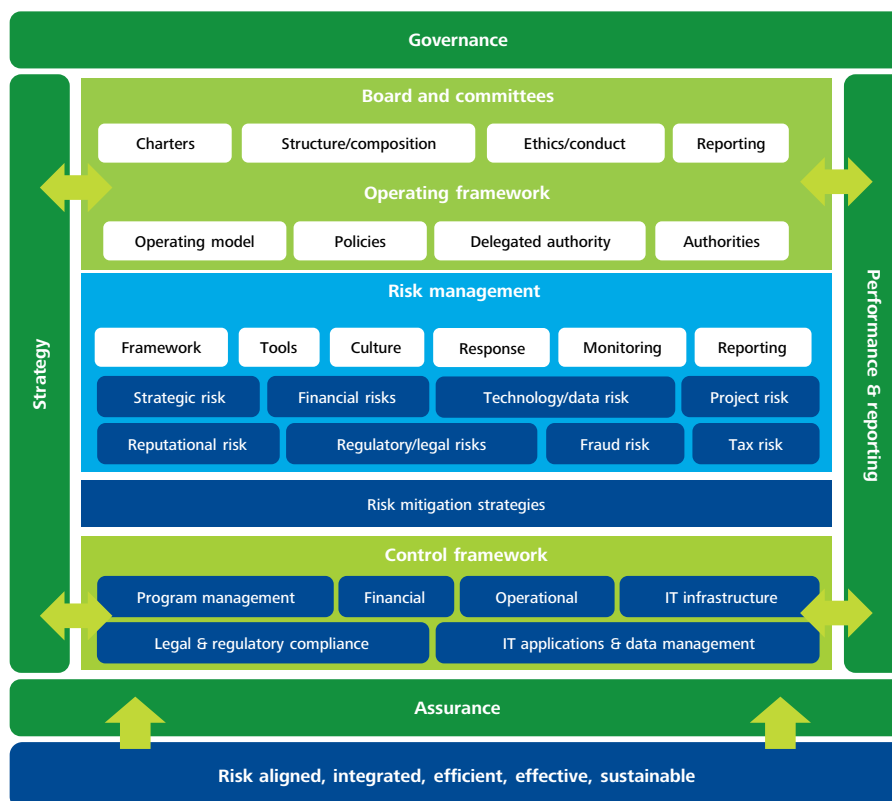 Governance
Board and committees
Charters
Structure/composition
Ethics/conduct
Reporting
Operating framework
Operating model
Policies
Delegated authority
Authorities
Strategy
Performance & reporting
Risk management
Framework
Tools
Culture
Response
Monitoring
Reporting
Strategic risk
Financial risks
Technology/data risk
Project risk
Reputational risk
Regulatory/legal risks
Fraud risk
Tax risk
Risk mitigation strategies
Control framework
Program management
Financial
Operational
IT infrastructure
Legal & regulatory compliance
IT applications & data management
Assurance
Risk aligned, integrated, efficient, effective, sustainable